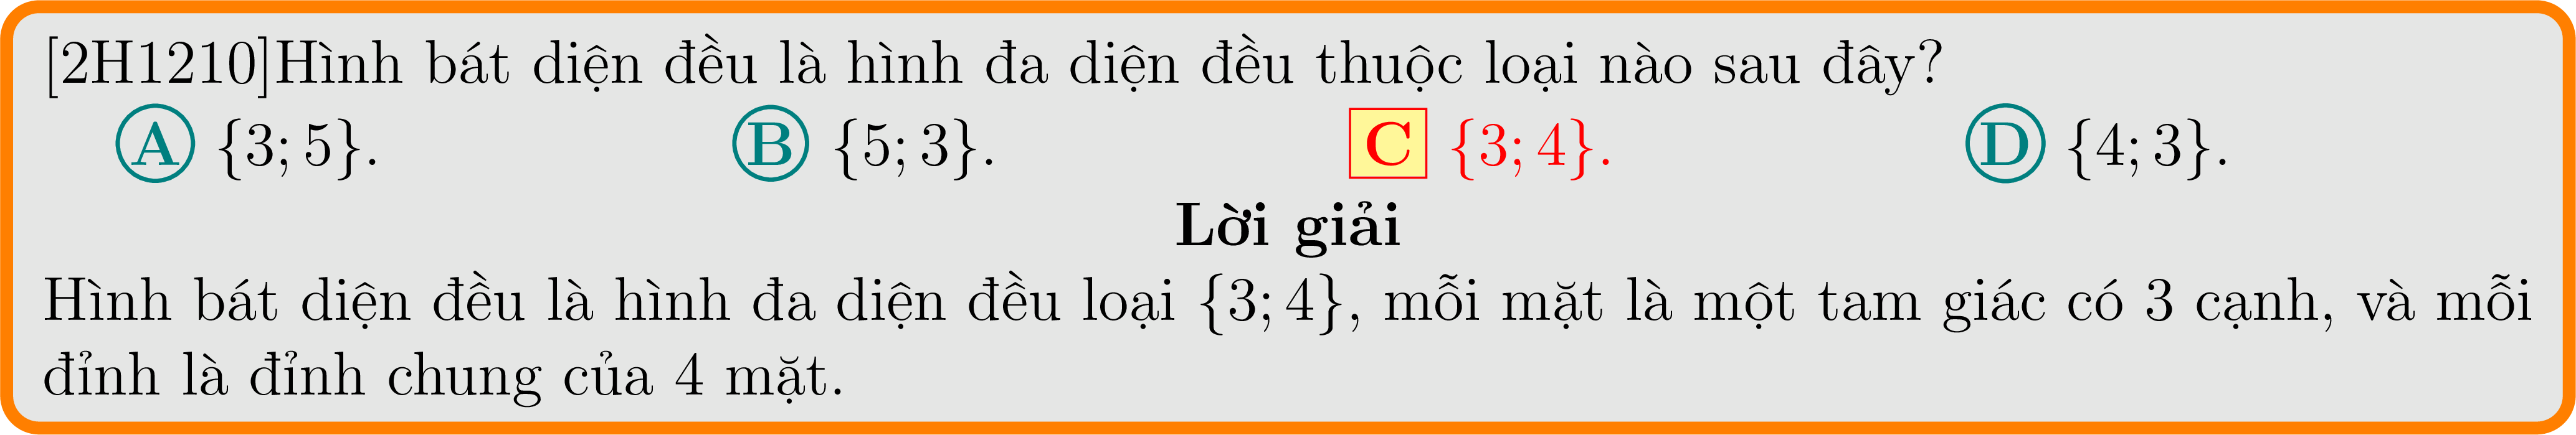 [2H1210]Hình bát diện đều là hình đa diện đều thuộc loại nào sau đây?
A {3; 5}. B {5; 3}. C {3; 4}. D {4; 3}.
Lời giải
Hình bát diện đều là hình đa diện đều loại {3; 4}, mỗi mặt là một tam giác có 3 cạnh, và mỗi
đỉnh là đỉnh chung của 4 mặt.